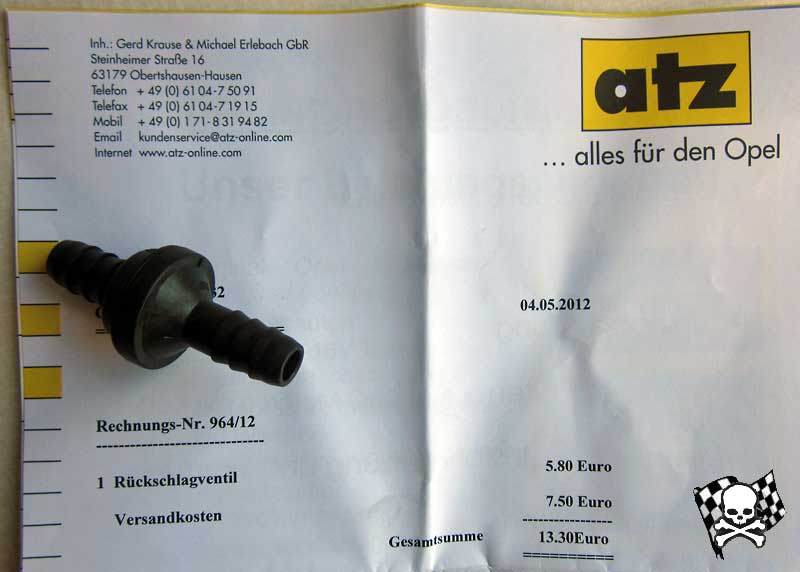 Inh.: Gerd Krause & Michael Erlebach GbR
Steinheimer Straße 16
63179 Obertshausen-Hausen
Telefon + 49 (0) 61 04-7 50 91
Telefax + 49 (0) 61 04-7 19 15
Mobil + 49 (0) 1 71-8 31 94 82
Email kundenservice@atz-online.com
Internet www.atz-online.com
atz
... alles für den Opel
04.05.2012
Rechnungs-Nr. 964/12
1 Rückschlagventil 5.80 Euro
Versandkosten 7.50 Euro
Gesamtsumme 13.30Euro